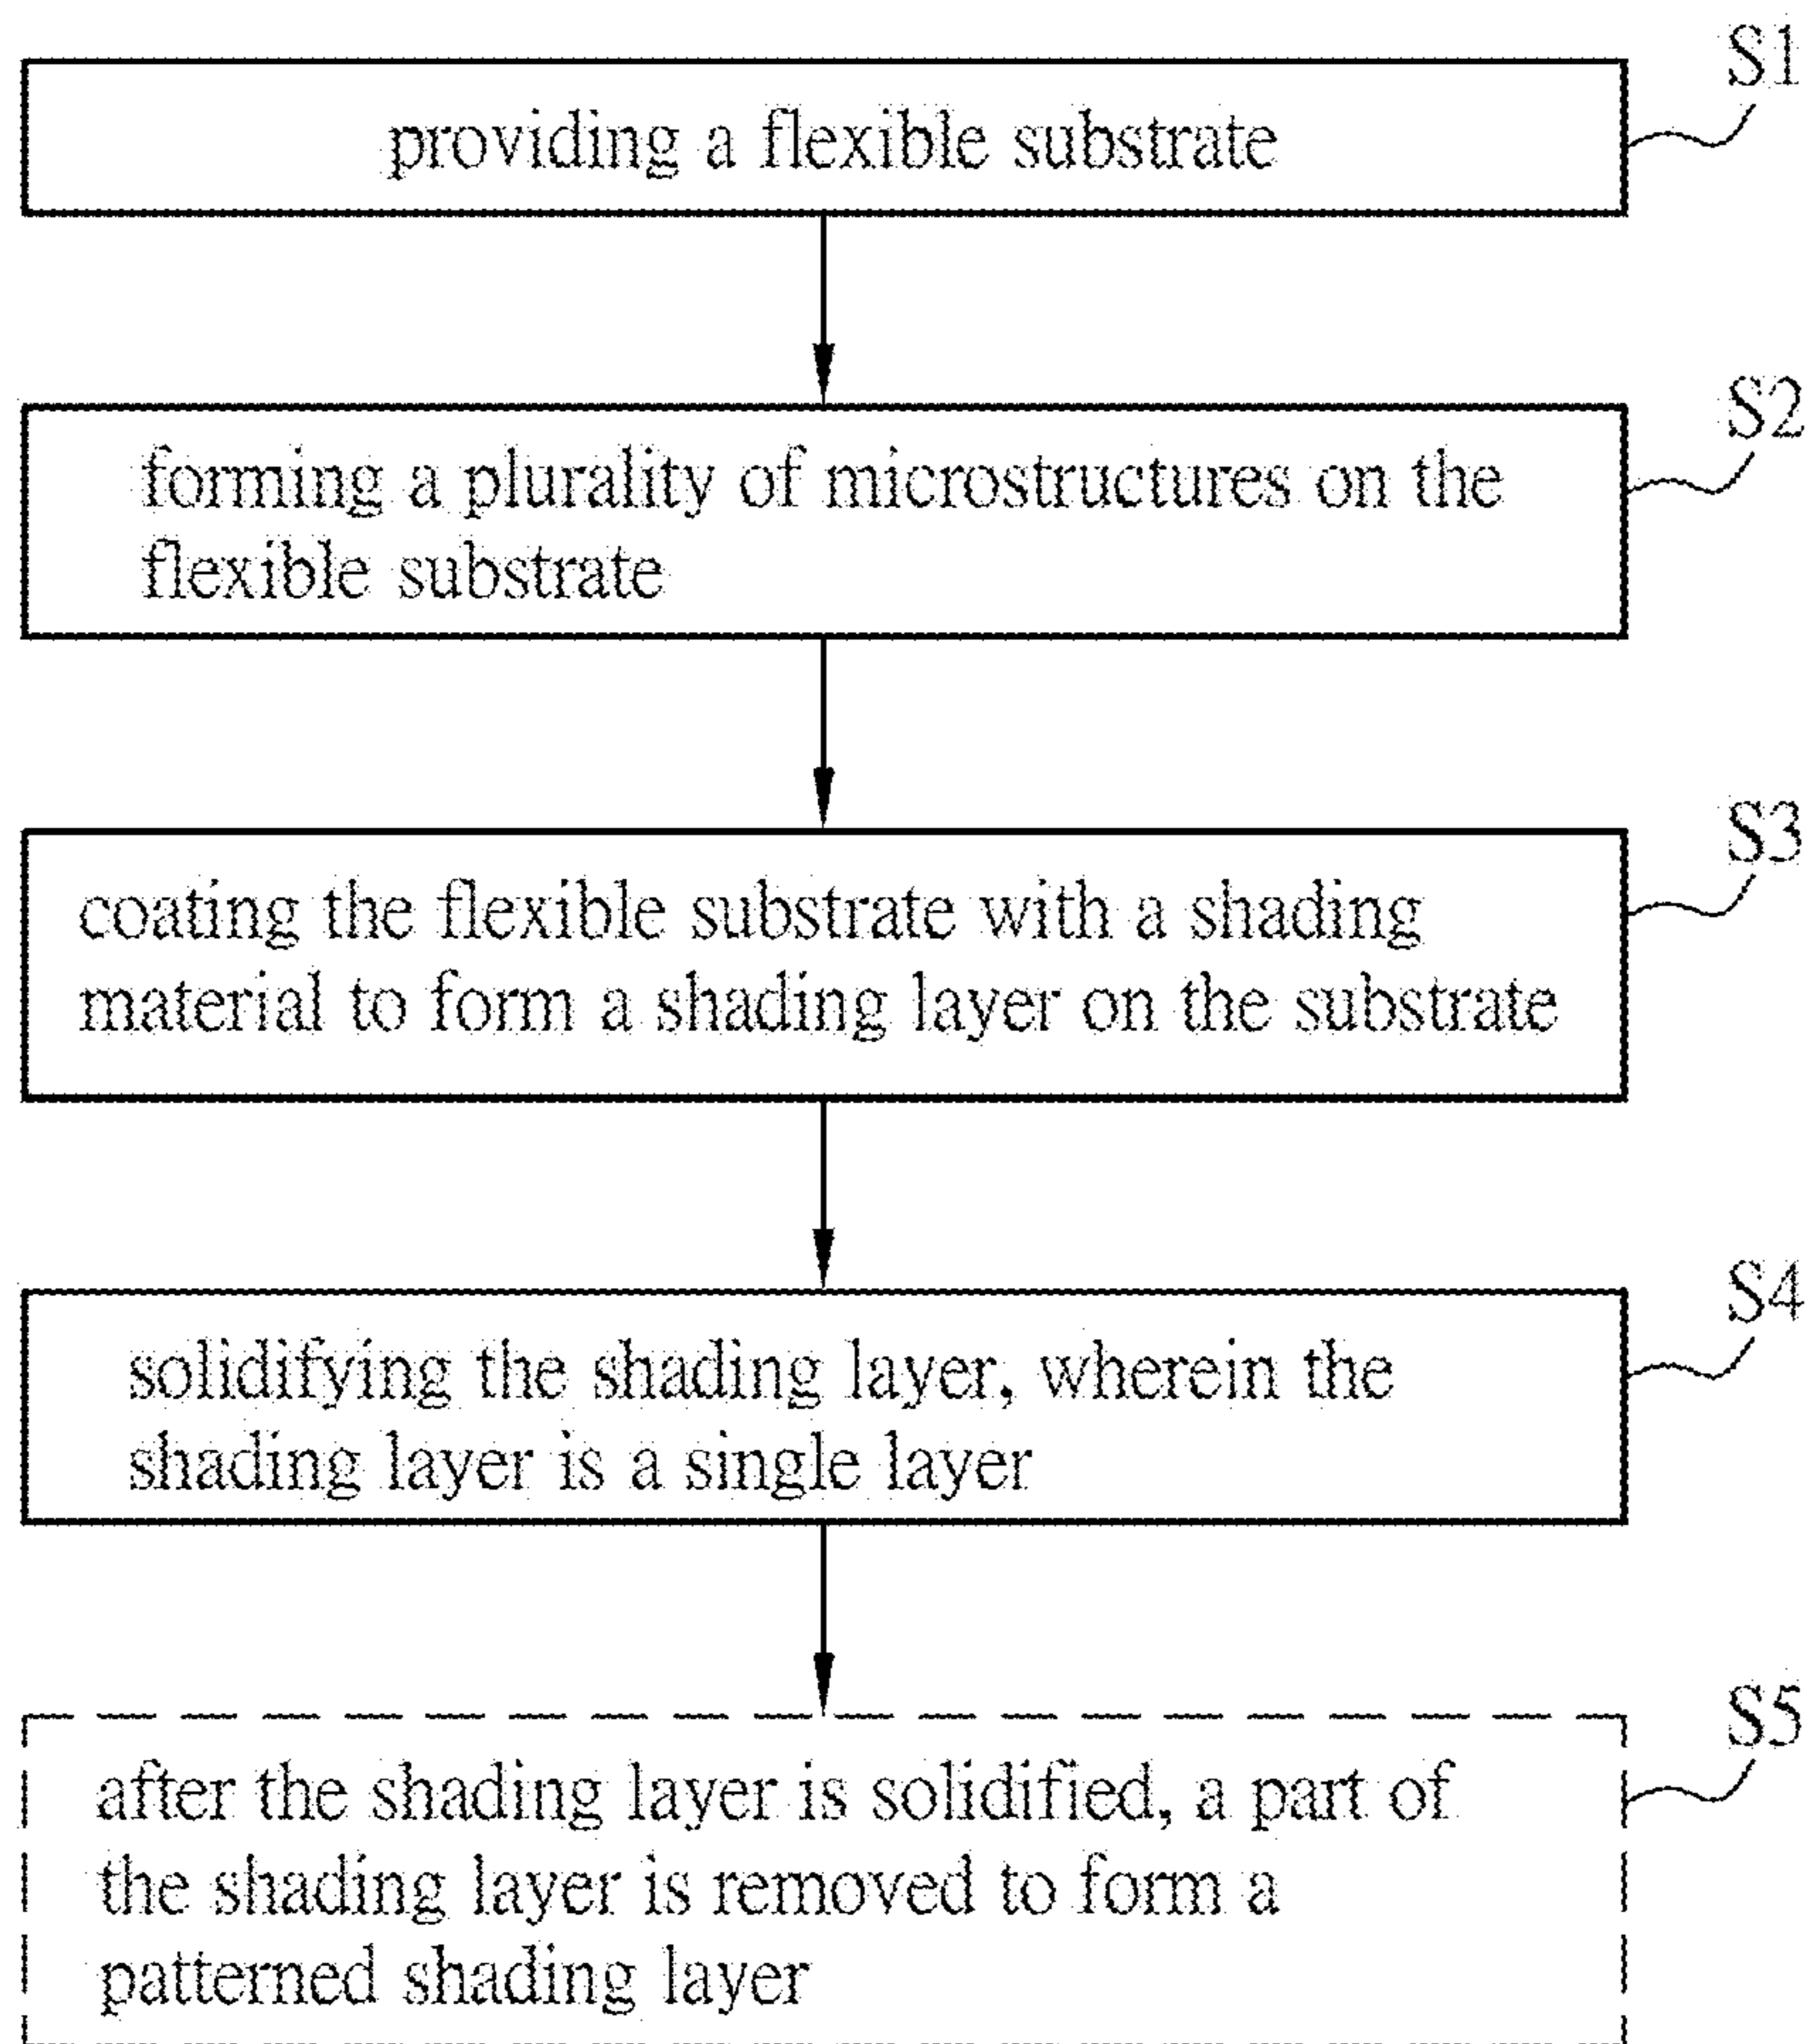 S1
providing a flexible substrate
S2
forming a plurality of microstructures on the
flexible substrate
S3
coating the flexible substrate with a shading
material to form a shading layer on the substrate
S4
solidifying the shading layer, wherein the
shading layer is a single layer
S5
after the shading layer is solidified, a part of
the shading layer is removed to form a
patterned shading layer